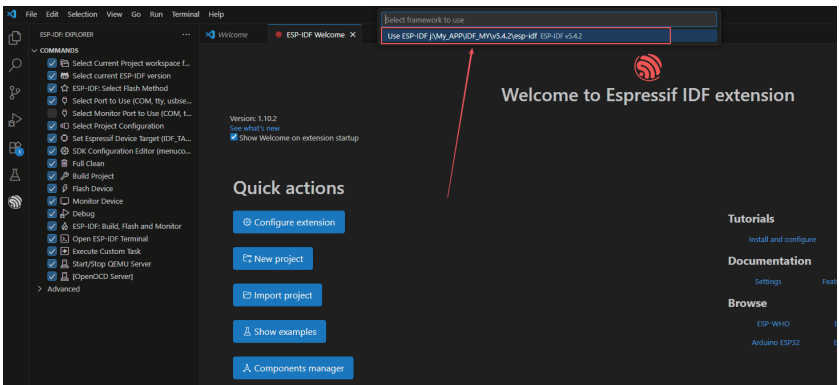 File Edit Selection View Go Run Terminal Help
Select framework to use
Use ESP-IDF j:\My_APP\IDF_MY\v5.4.2\esp-idf ESP-IDF v5.4.2
ESP-IDF: EXPLORER ...
Welcome
ESP-IDF Welcome
COMMANDS
Select Current Project workspace f...
Select current ESP-IDF version
ESP-IDF: Select Flash Method
Select Port to Use (COM, tty, usbse...
Select Monitor Port to Use (COM, t...
Select Project Configuration
Set Espressif Device Target (IDF_TA...
SDK Configuration Editor (menuco...
Full Clean
Build Project
Flash Device
Monitor Device
Debug
ESP-IDF: Build, Flash and Monitor
Open ESP-IDF Terminal
Execute Custom Task
Start/Stop QEMU Server
[OpenOCD Server]
Advanced
1
Welcome to Espressif IDF extension
Version: 1.10.2
See what's new
Show Welcome on extension startup
Quick actions
Configure extension
New project
Import project
Show examples
Components manager
Tutorials
Install and configure
Documentation
Settings
Feat
Browse
ESP-WHO
E
Arduino ESP32
E